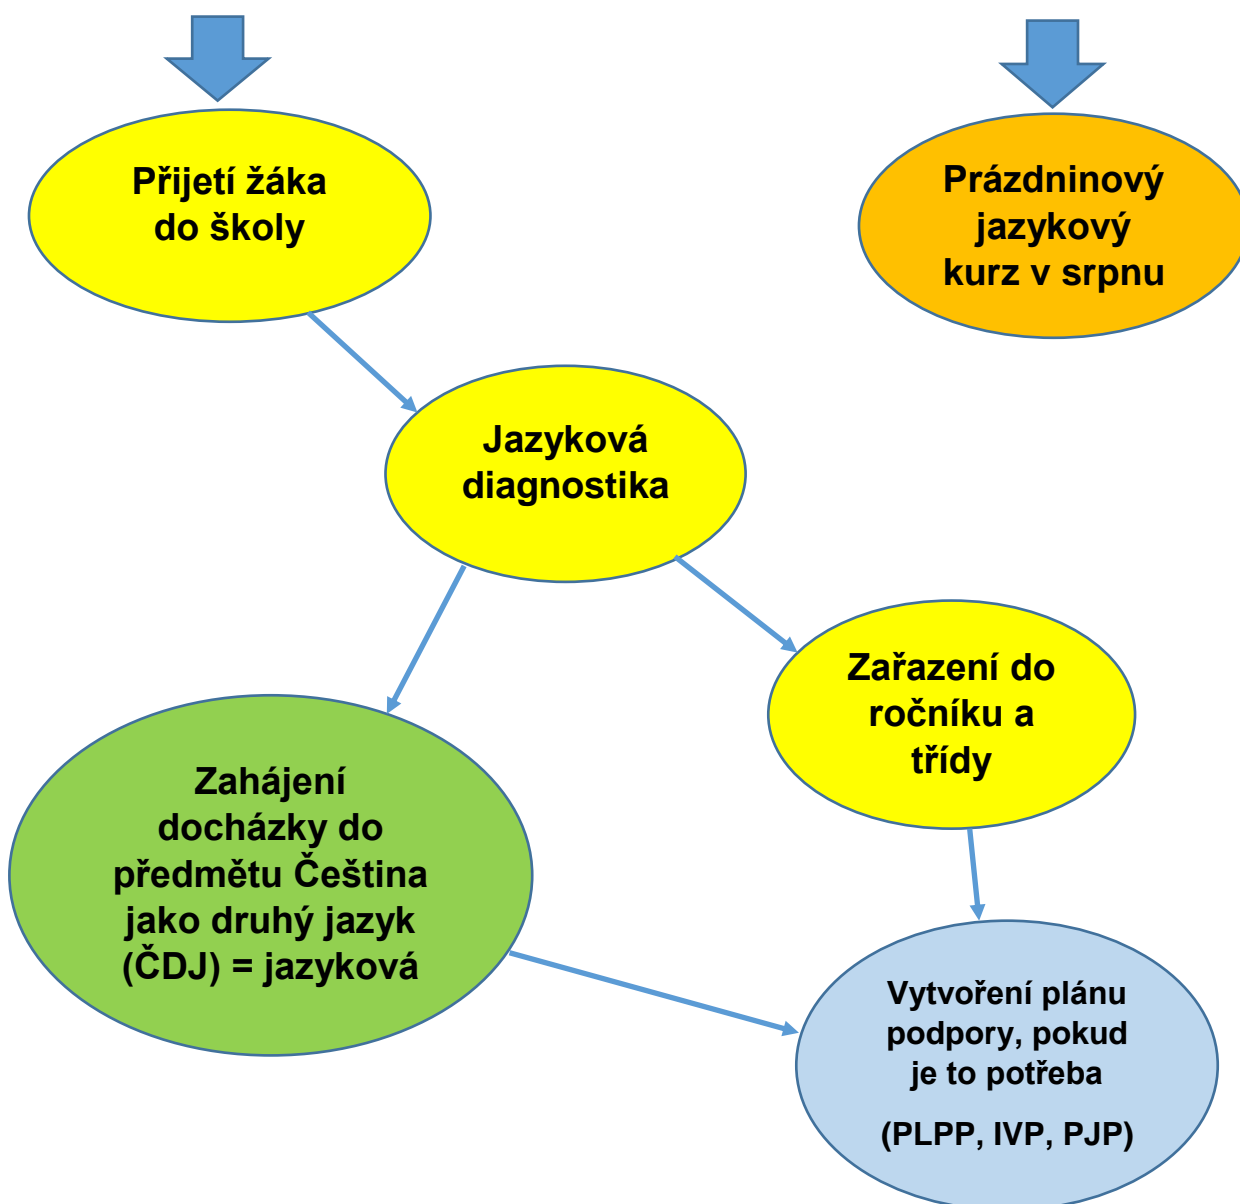 Přijetí žáka
do školy
Prázdninový
jazykový
kurz v srpnu
Jazyková
diagnostika
Zařazení do
ročníku a
třídy
Zahájení
docházky do
předmětu Čeština
jako druhý jazyk
(ČDJ) = jazyková
Vytvoření plánu
podpory, pokud
je to potřeba
(PLPP, IVP, PJP)